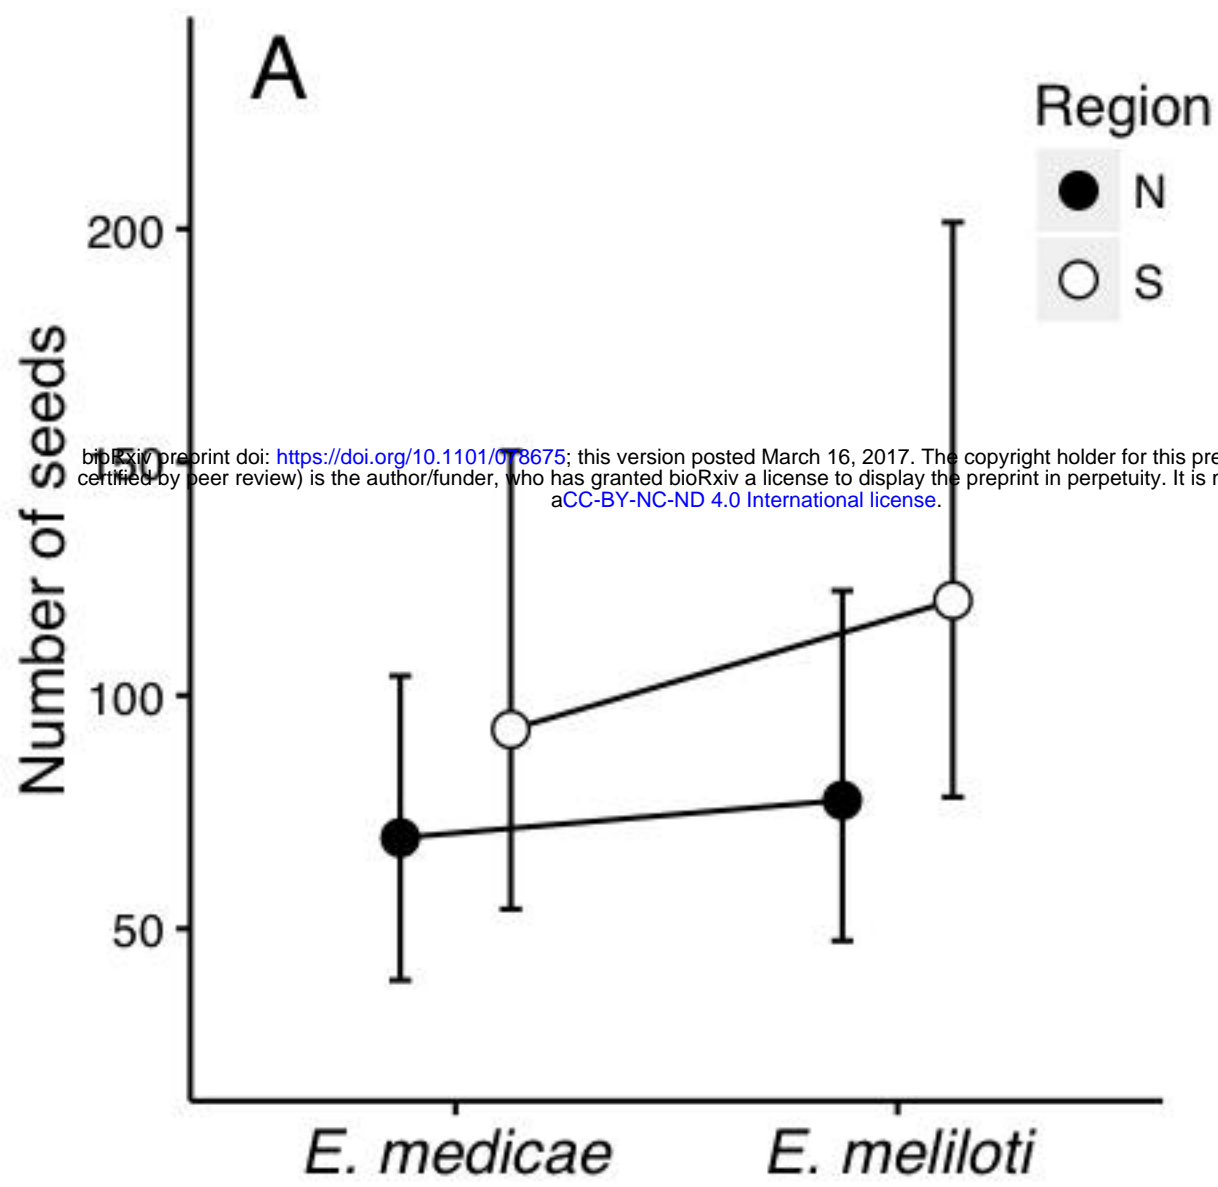 A
Region
N
S
Number of seeds
200
150
100
50
bioRxiv preprint doi: https://doi.org/10.1101/078675; this version posted March 16, 2017. The copyright holder for this pre
certified by peer review) is the author/funder, who has granted bioRxiv a license to display the preprint in perpetuity. It is
aCC-BY-NC-ND 4.0 International license.
E. medicae
E. meliloti